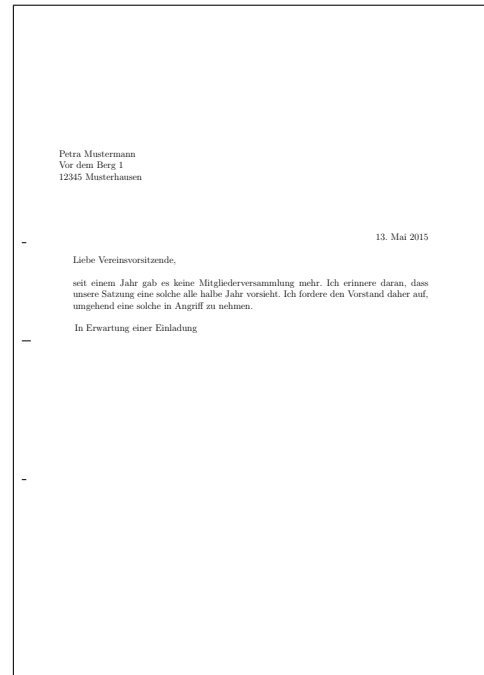 Petra Mustermann
Vor dem Berg 1
12345 Musterhausen
13. Mai 2015
Liebe Vereinsvorsitzende,
seit einem Jahr gab es keine Mitgliederversammlung mehr. Ich erinnere daran, dass
unsere Satzung eine solche alle halbe Jahr vorsieht. Ich fordere den Vorstand daher auf,
umgehend eine solche in Angriff zu nehmen.
In Erwartung einer Einladung